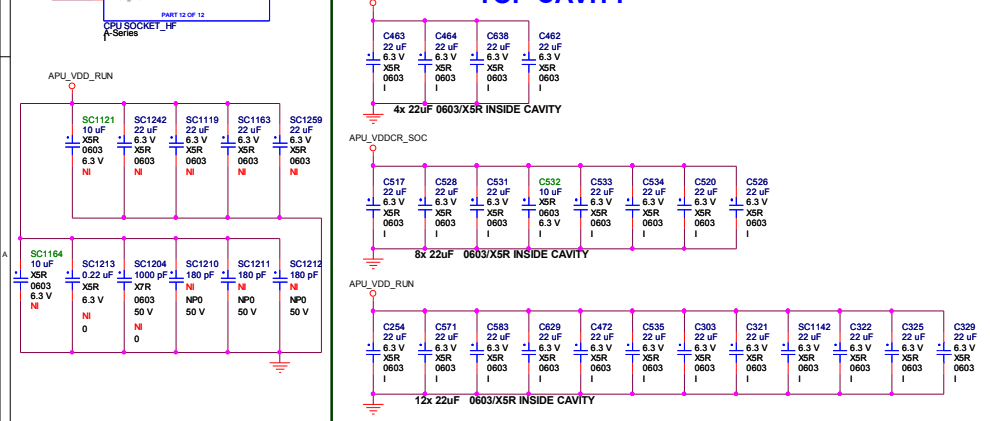 PART 12 OF 12
CPU SOCKET_HF
A-Series
I
APU_VDD_RUN
SC1121
10 uF
X5R
0603
6.3 V
NI
SC1242
22 uF
6.3 V
X5R
0603
NI
SC1119
22 uF
6.3 V
X5R
0603
NI
SC1163
22 uF
6.3 V
X5R
0603
NI
SC1259
22 uF
6.3 V
X5R
0603
NI
A
SC1164
10 uF
X5R
0603
6.3 V
NI
SC1213
0.22 uF
X5R
6.3 V
NI
0
SC1204
1000 pF
X7R
0603
50 V
NI
0
SC1210
180 pF
NI
NP0
50 V
SC1211
180 pF
NI
NP0
50 V
SC1212
180 pF
NI
NP0
50 V
TOP CAVITY
C463
22 uF
6.3 V
X5R
0603
I
C464
22 uF
6.3 V
X5R
0603
I
C638
22 uF
6.3 V
X5R
0603
I
C462
22 uF
6.3 V
X5R
0603
I
4x 22uF 0603/X5R INSIDE CAVITY
APU_VDDCR_SOC
C517
22 uF
6.3 V
X5R
0603
I
C528
22 uF
6.3 V
X5R
0603
I
C531
22 uF
6.3 V
X5R
0603
I
C532
10 uF
X5R
0603
6.3 V
I
C533
22 uF
6.3 V
X5R
0603
I
C534
22 uF
6.3 V
X5R
0603
I
C520
22 uF
6.3 V
X5R
0603
I
C526
22 uF
6.3 V
X5R
0603
I
8x 22uF 0603/X5R INSIDE CAVITY
APU_VDD_RUN
C254
22 uF
6.3 V
X5R
0603
I
C571
22 uF
6.3 V
X5R
0603
I
C583
22 uF
6.3 V
X5R
0603
I
C629
22 uF
6.3 V
X5R
0603
I
C472
22 uF
6.3 V
X5R
0603
I
C535
22 uF
6.3 V
X5R
0603
I
C303
22 uF
6.3 V
X5R
0603
I
C321
22 uF
6.3 V
X5R
0603
I
SC1142
22 uF
6.3 V
X5R
0603
I
C322
22 uF
6.3 V
X5R
0603
I
C325
22 uF
6.3 V
X5R
0603
I
C329
22 uF
6.3 V
X5R
0603
I
12x 22uF 0603/X5R INSIDE CAVITY